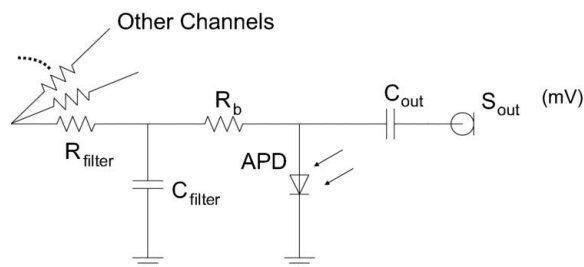 Other Channels
R_b
C_out
S_out (mV)
R_filter
APD
C_filter